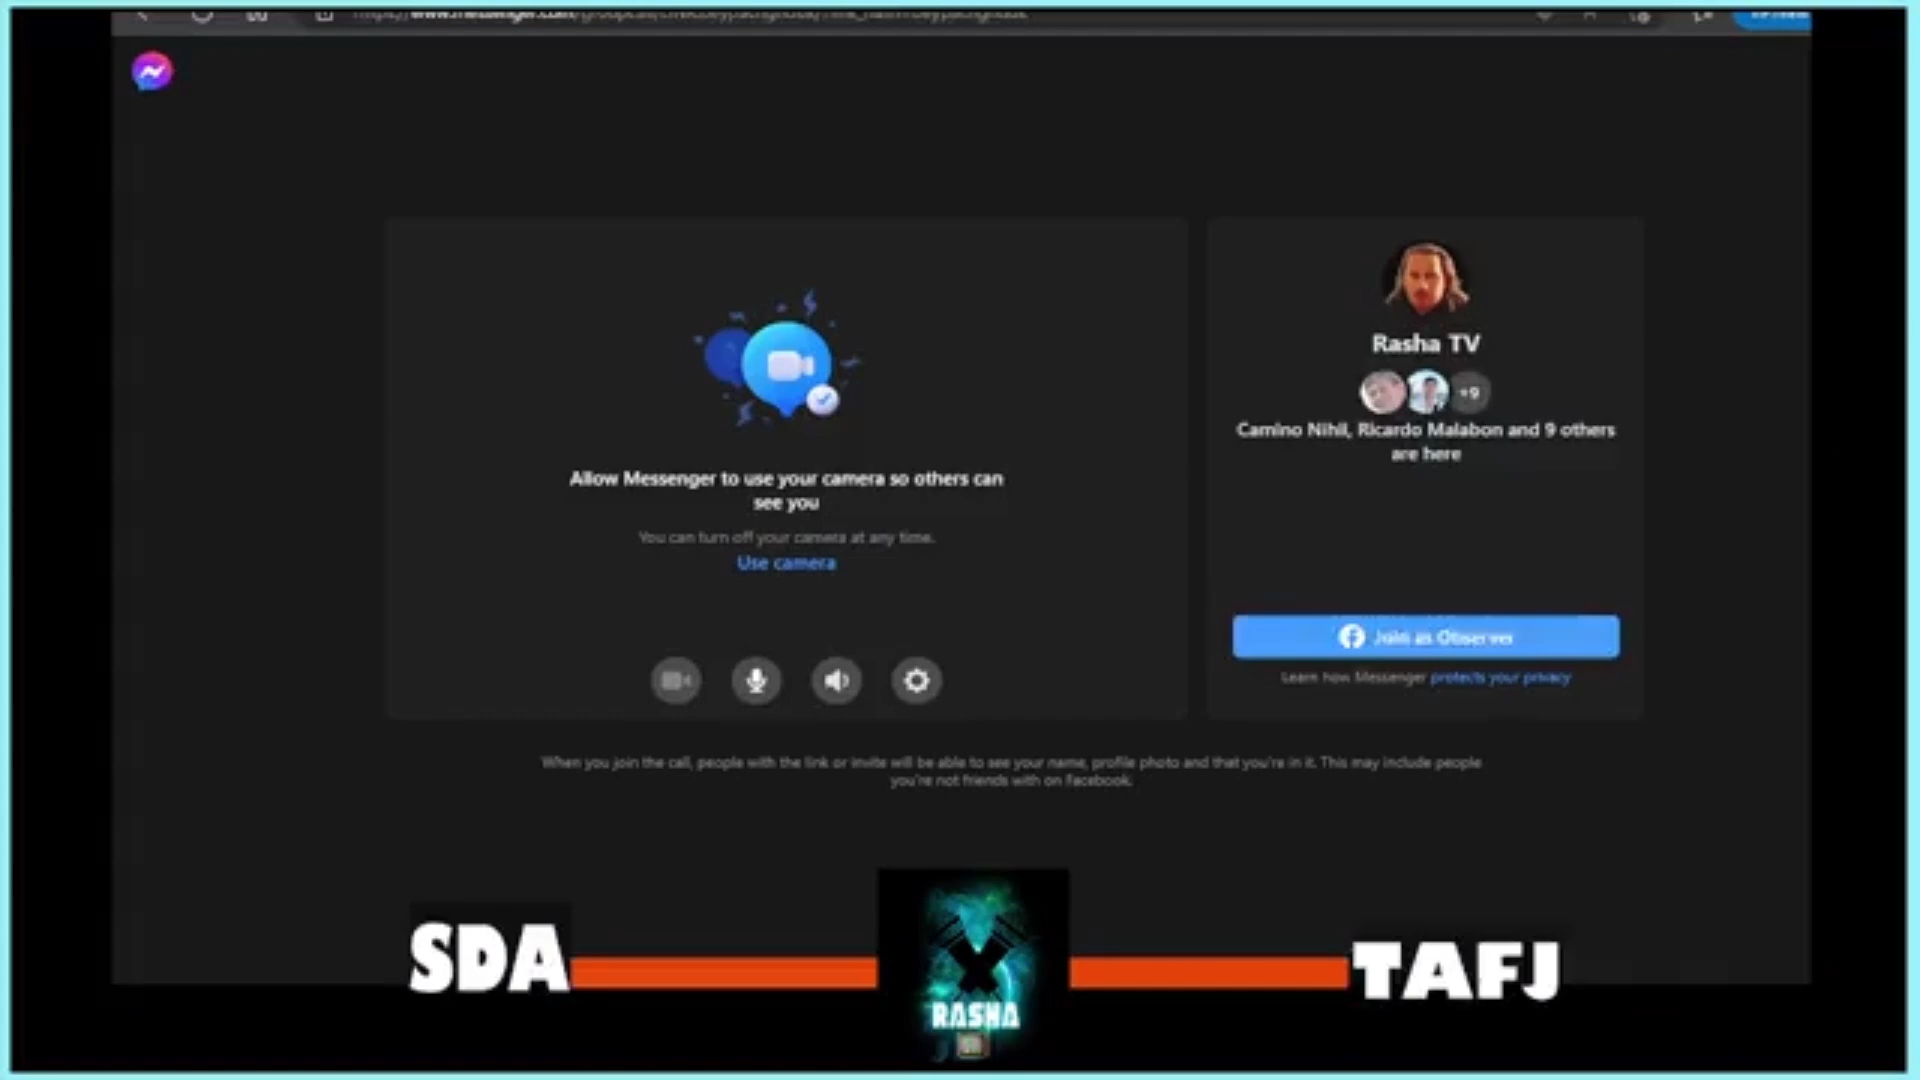 Rasha TV
+9
Camino Nihil, Ricardo Malabon and 9 others
are here
Allow Messenger to use your camera so others can
see you
You can turn off your camera at any time.
Use camera
Join as Observer
Learn how Messenger protects your privacy
When you join the call, people with the link or invite will be able to see your name, profile photo and that you're in it. This may include people
you're not friends with on Facebook.
SDA
TAFJ
RASHA